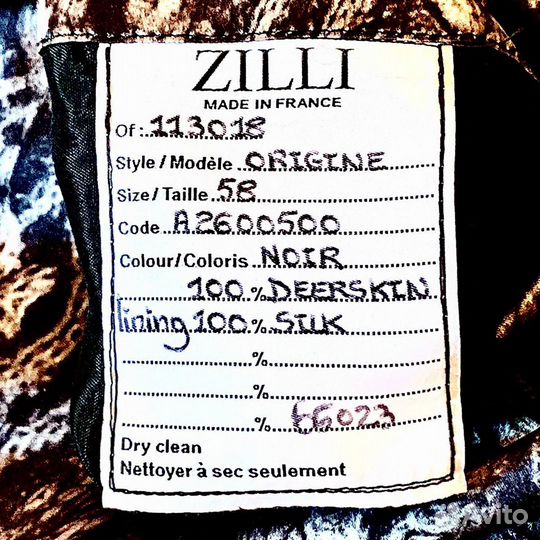 ZILLI
MADE IN FRANCE
Of : 113018
Style / Modèle ORIGINE
Size / Taille 58
Code A2600500
Colour / Coloris NOIR
100 % DEERSKIN
lining 100 % SILK
%
%
% 66023
Dry clean
Nettoyer à sec seulement
Avito